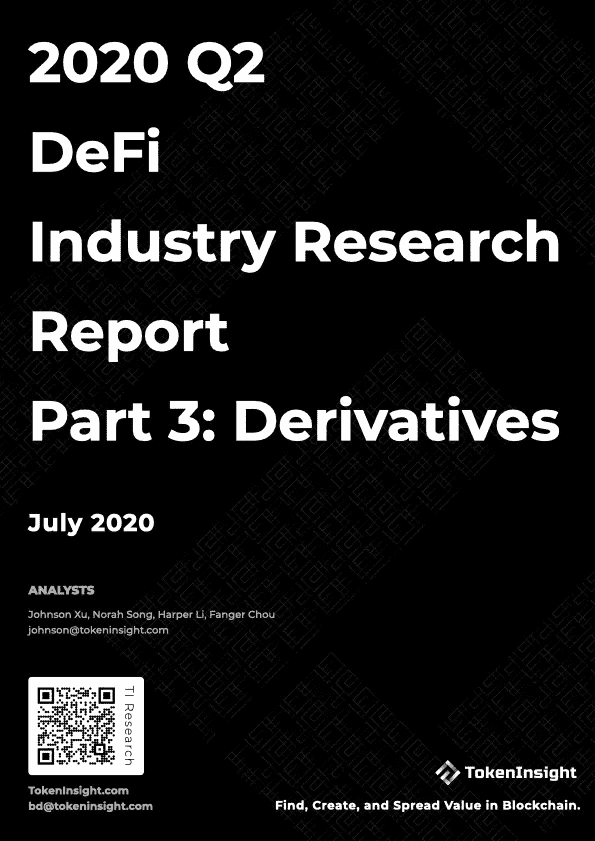 2020 Q2
DeFi
Industry Research
Report
Part 3: Derivatives
July 2020
ANALYSTS
Johnson Xu, Norah Song, Harper Li, Fanger Chou
johnson@tokeninsight.com
TI Research
TokenInsight.com
bd@tokeninsight.com
TokenInsight
Find, Create, and Spread Value in Blockchain.